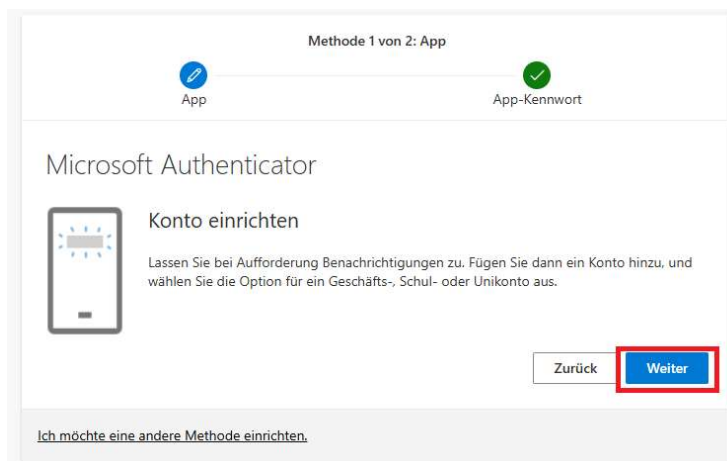 Methode 1 von 2: App
App
App-Kennwort
Microsoft Authenticator
Konto einrichten
Lassen Sie bei Aufforderung Benachrichtigungen zu. Fügen Sie dann ein Konto hinzu, und
wählen Sie die Option für ein Geschäfts-, Schul- oder Unikonto aus.
Zurück
Weiter
Ich möchte eine andere Methode einrichten.